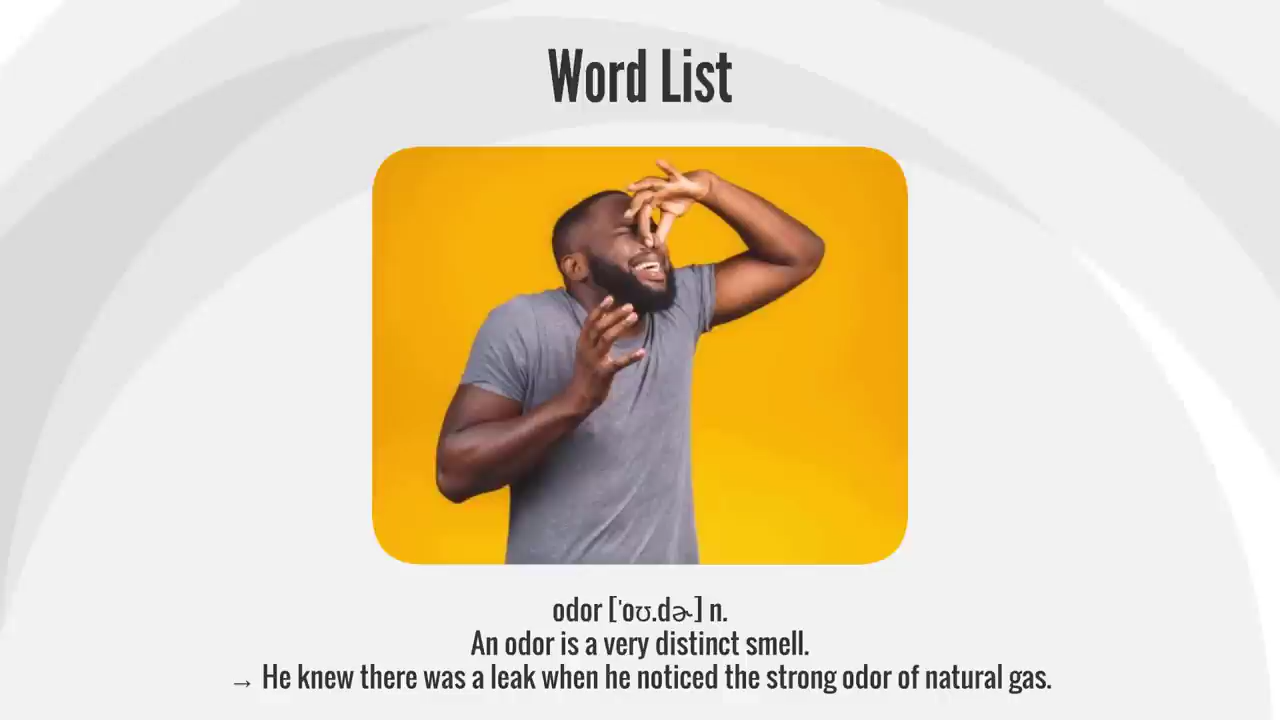 Word List
odor [ˈoʊ.dɚ] n.
An odor is a very distinct smell.
→ He knew there was a leak when he noticed the strong odor of natural gas.